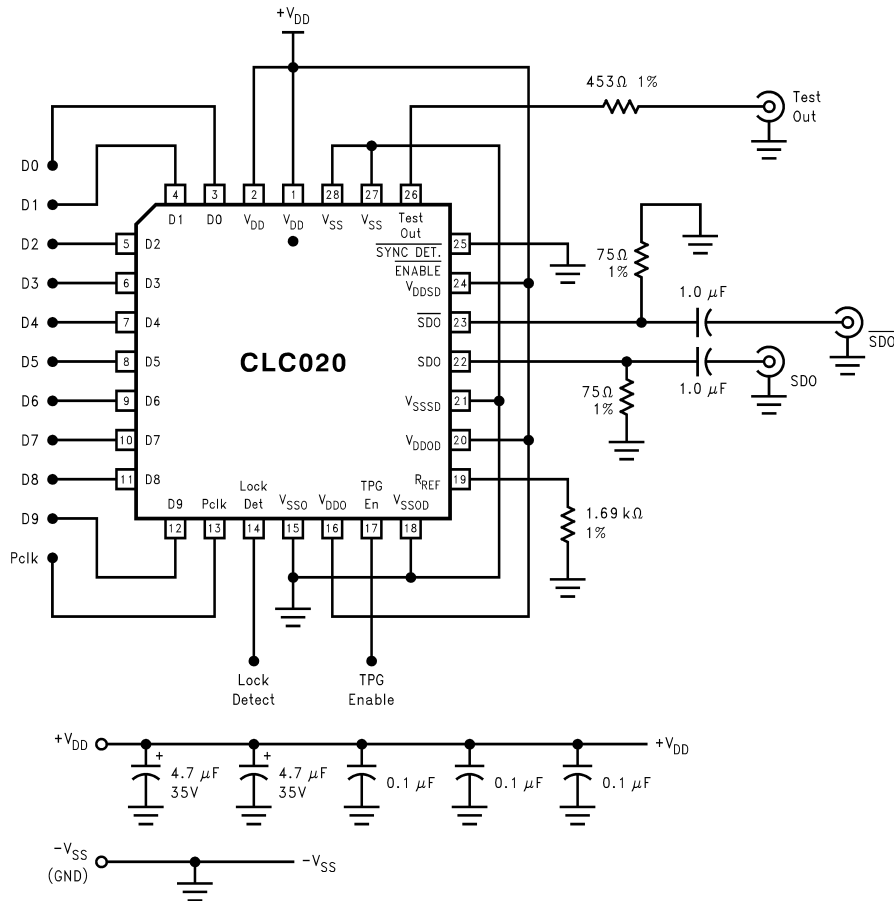 +VDD
453Ω 1%
Test
Out
D0
D1
D2
D3
D4
D5
D6
D7
D8
D9
Pclk
4
3
2
1
28
27
26
D1
D0
VDD
VDD
VSS
VSS
Test
Out
5
D2
6
D3
7
D4
8
D5
9
D6
10
D7
11
D8
CLC020
SYNC DET.
25
ENABLE
VDDSD
24
SDO
23
SDO
22
VSSSD
21
VDDOD
20
RREF
19
75Ω
1%
1.0 μF
SDO
75Ω
1%
1.0 μF
SDO
1.69 kΩ
1%
D9
Pclk
Lock
Det
VSSO
VDDO
TPG
En
VSSOD
12
13
14
15
16
17
18
Lock
Detect
TPG
Enable
+VDD
+VDD
+
4.7 μF
35V
+
4.7 μF
35V
0.1 μF
0.1 μF
0.1 μF
-VSS
(GND)
-VSS